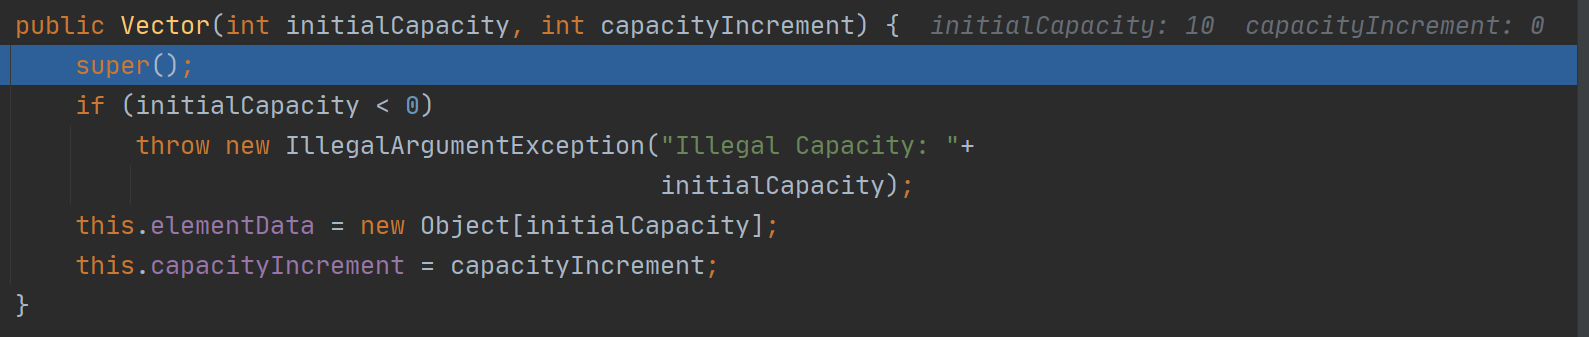 public Vector(int initialCapacity, int capacityIncrement) {  initialCapacity: 10  capacityIncrement: 0
    super();
    if (initialCapacity < 0)
        throw new IllegalArgumentException("Illegal Capacity: "+
                                           initialCapacity);
    this.elementData = new Object[initialCapacity];
    this.capacityIncrement = capacityIncrement;
}